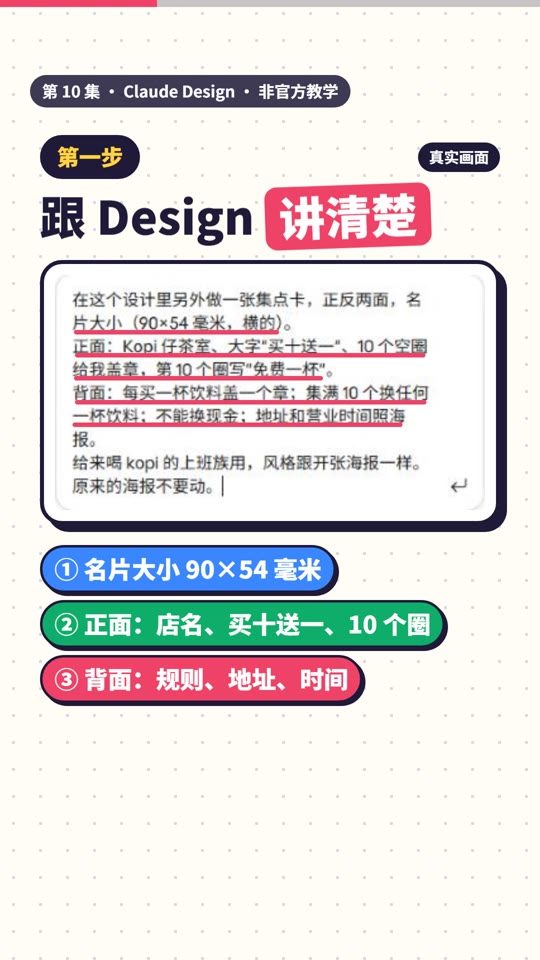 第 10 集 · Claude Design · 非官方教学
第一步
真实画面
跟 Design 讲清楚
在这个设计里另外做一张集点卡，正反两面，名
片大小（90×54 毫米，横的）。
正面：Kopi 仔茶室、大字"买十送一"、10 个空圈
给我盖章，第 10 个圈写"免费一杯"。
背面：每买一杯饮料盖一个章；集满 10 个换任何
一杯饮料；不能换现金；地址和营业时间照海
报。
给来喝 kopi 的上班族用，风格跟开张海报一样。
原来的海报不要动。
① 名片大小 90×54 毫米
② 正面：店名、买十送一、10 个圈
③ 背面：规则、地址、时间